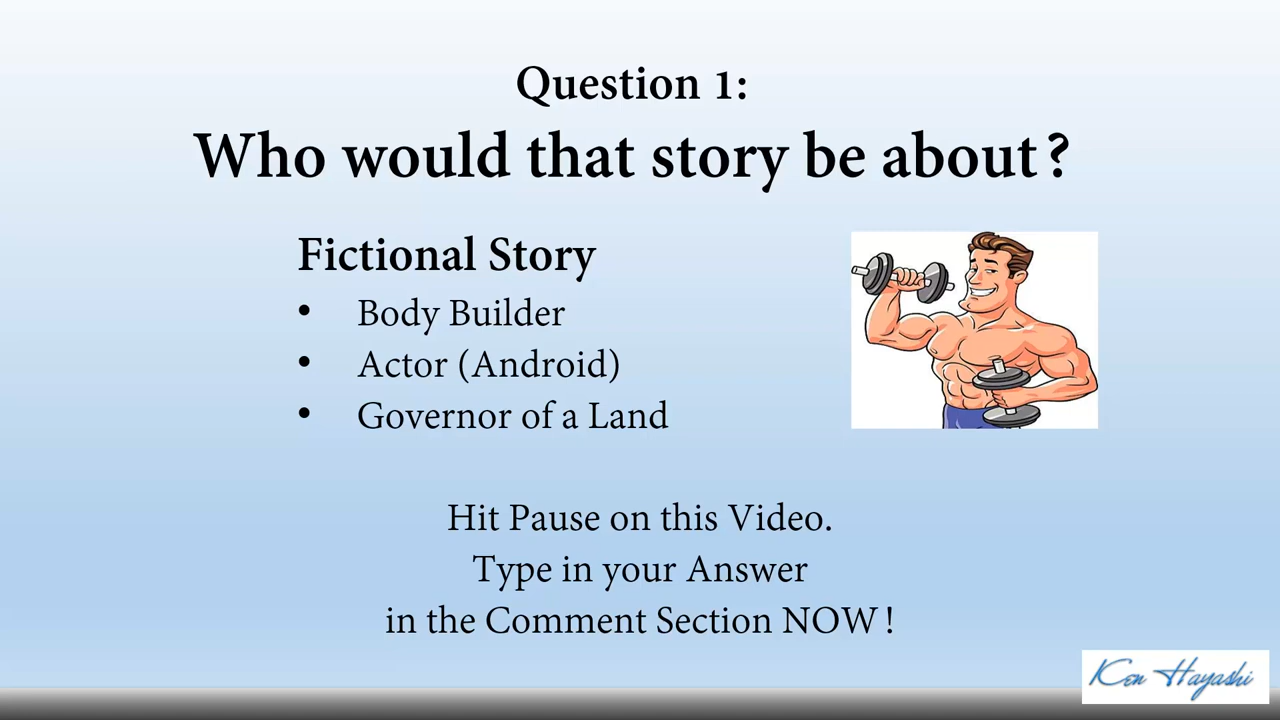 Question 1:
Who would that story be about ?
Fictional Story
• Body Builder
• Actor (Android)
• Governor of a Land
Hit Pause on this Video.
Type in your Answer
in the Comment Section NOW !
Ken Hayashi